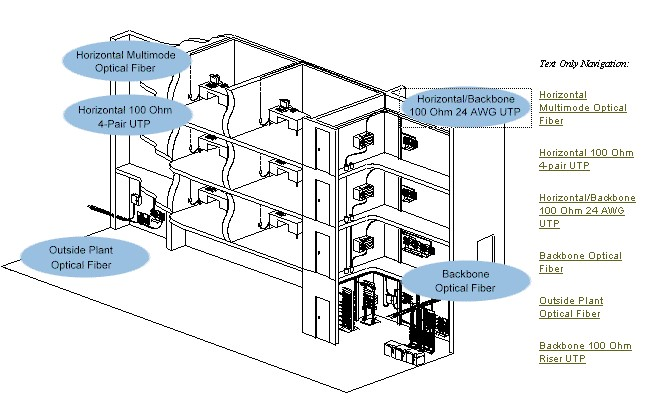 Horizontal Multimode
Optical Fiber
Horizontal 100 Ohm
4-Pair UTP
Horizontal/Backbone
100 Ohm 24 AWG UTP
Outside Plant
Optical Fiber
Backbone
Optical Fiber
Text Only Navigation:
Horizontal
Multimode Optical
Fiber
Horizontal 100 Ohm
4-pair UTP
Horizontal/Backbone
100 Ohm 24 AWG
UTP
Backbone Optical
Fiber
Outside Plant
Optical Fiber
Backbone 100 Ohm
Riser UTP